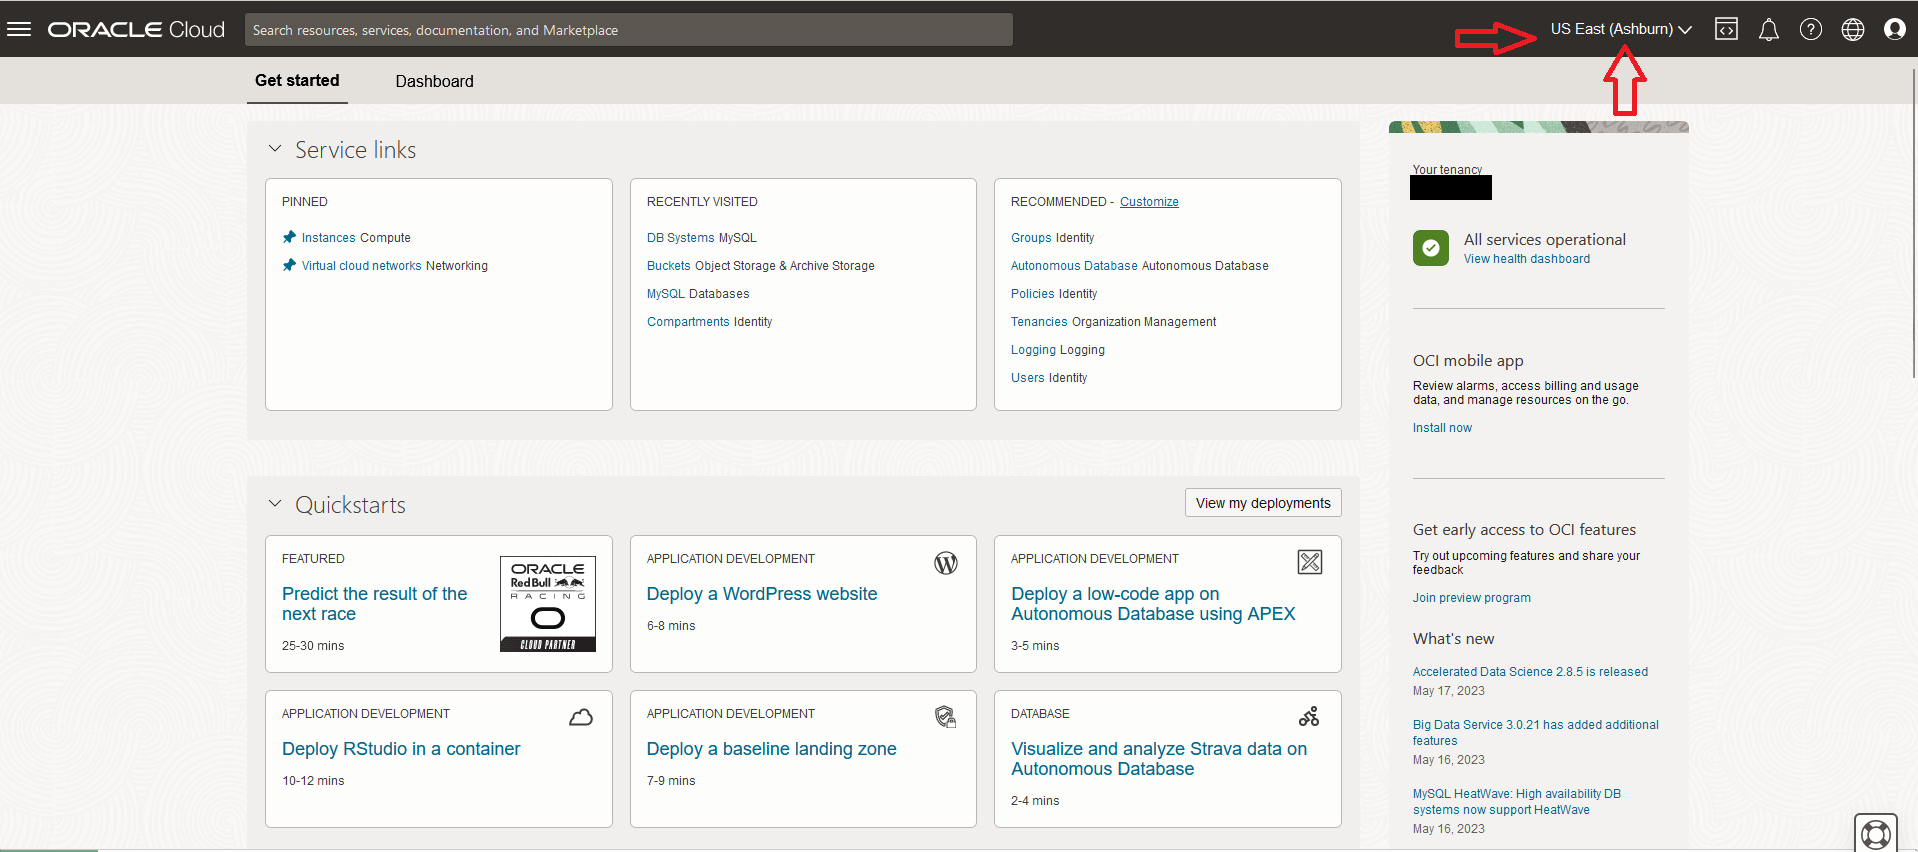 ORACLE Cloud
Search resources, services, documentation, and Marketplace
US East (Ashburn)
Get started
Dashboard
Service links
PINNED
Instances Compute
Virtual cloud networks Networking
RECENTLY VISITED
DB Systems MySQL
Buckets Object Storage & Archive Storage
MySQL Databases
Compartments Identity
RECOMMENDED - Customize
Groups Identity
Autonomous Database Autonomous Database
Policies Identity
Tenancies Organization Management
Logging Logging
Users Identity
Quickstarts
View my deployments
FEATURED
Predict the result of the
next race
25-30 mins
ORACLE
Red Bull
RACING
CLOUD PARTNER
APPLICATION DEVELOPMENT
Deploy a WordPress website
6-8 mins
APPLICATION DEVELOPMENT
Deploy a low-code app on
Autonomous Database using APEX
3-5 mins
APPLICATION DEVELOPMENT
Deploy RStudio in a container
10-12 mins
APPLICATION DEVELOPMENT
Deploy a baseline landing zone
7-9 mins
DATABASE
Visualize and analyze Strava data on
Autonomous Database
2-4 mins
Your tenancy
All services operational
View health dashboard
OCI mobile app
Review alarms, access billing and usage
data, and manage resources on the go.
Install now
Get early access to OCI features
Try out upcoming features and share your
feedback
Join preview program
What's new
Accelerated Data Science 2.8.5 is released
May 17, 2023
Big Data Service 3.0.21 has added additional
features
May 16, 2023
MySQL HeatWave: High availability DB
systems now support HeatWave
May 16, 2023